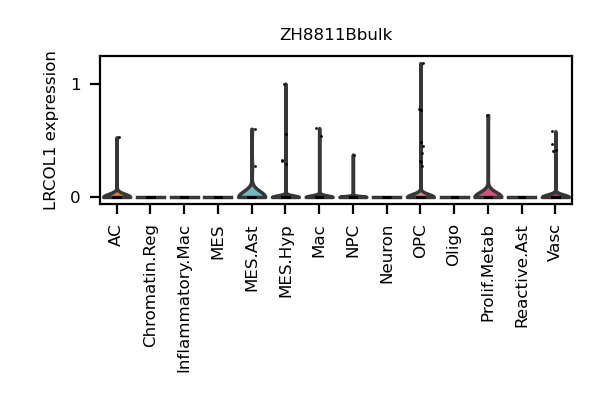 ZH8811Bbulk
LRCOL1 expression
1
0
AC
Chromatin.Reg
Inflammatory.Mac
MES
MES.Ast
MES.Hyp
Mac
NPC
Neuron
OPC
Oligo
Prolif.Metab
Reactive.Ast
Vasc